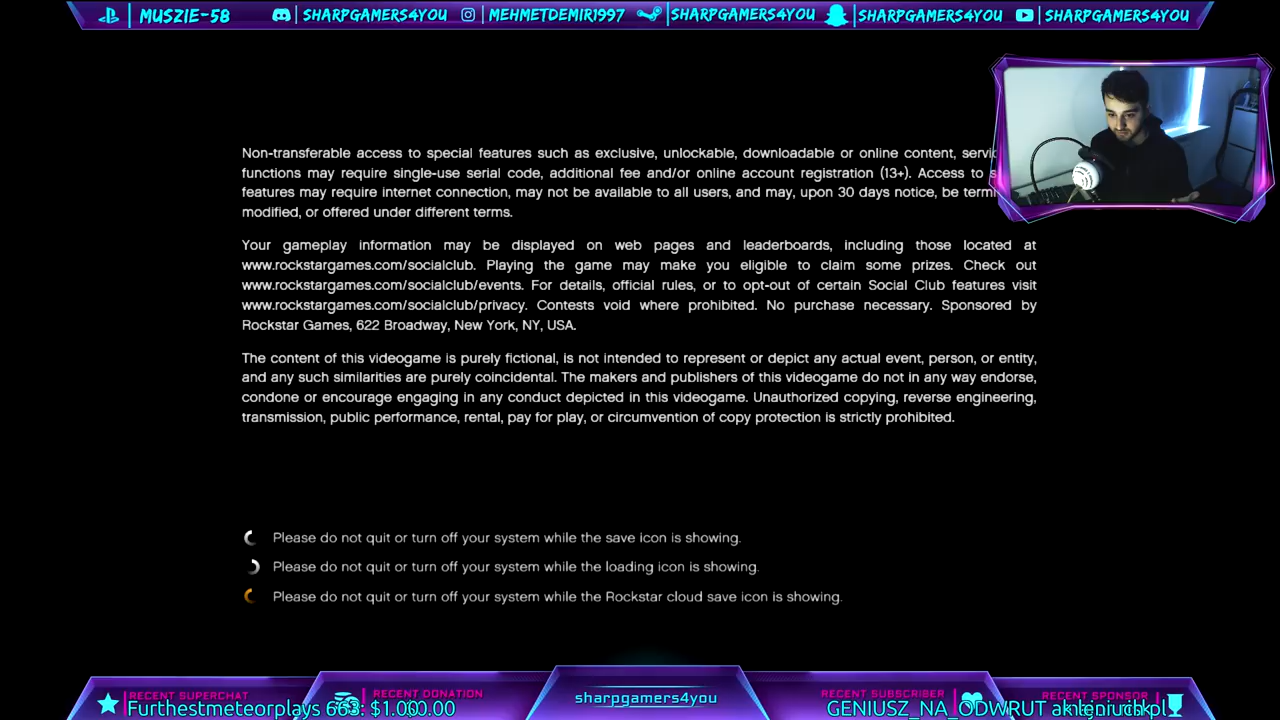 MUSZIE-58 SHARPGAMERS4YOU MEHMETDEMIR1997 SHARPGAMERS4YOU SHARPGAMERS4YOU SHARPGAMERS4YOU
Non-transferable access to special features such as exclusive, unlockable, downloadable or online content,
functions may require single-use serial code, additional fee and/or online account registration (13+). Access to
features may require internet connection, may not be available to all users, and may, upon 30 days notice, be
modified, or offered under different terms.
Your gameplay information may be displayed on web pages and leaderboards, including those located at
www.rockstargames.com/socialclub. Playing the game may make you eligible to claim some prizes. Check out
www.rockstargames.com/socialclub/events. For details, official rules, or to opt-out of certain Social Club features visit
www.rockstargames.com/socialclub/privacy. Contests void where prohibited. No purchase necessary. Sponsored by
Rockstar Games, 622 Broadway, New York, NY, USA.
The content of this videogame is purely fictional, is not intended to represent or depict any actual event, person, or entity,
and any such similarities are purely coincidental. The makers and publishers of this videogame do not in any way endorse,
condone or encourage engaging in any conduct depicted in this videogame. Unauthorized copying, reverse engineering,
transmission, public performance, rental, pay for play, or circumvention of copy protection is strictly prohibited.
Please do not quit or turn off your system while the save icon is showing.
Please do not quit or turn off your system while the loading icon is showing.
Please do not quit or turn off your system while the Rockstar cloud save icon is showing.
RECENT SUPERCHAT RECENT DONATION sharpgamers4you RECENT SUBSCRIBER RECENT SPONSOR
Furthestmeteorplays GENIUSZ_NA_ODWRUT